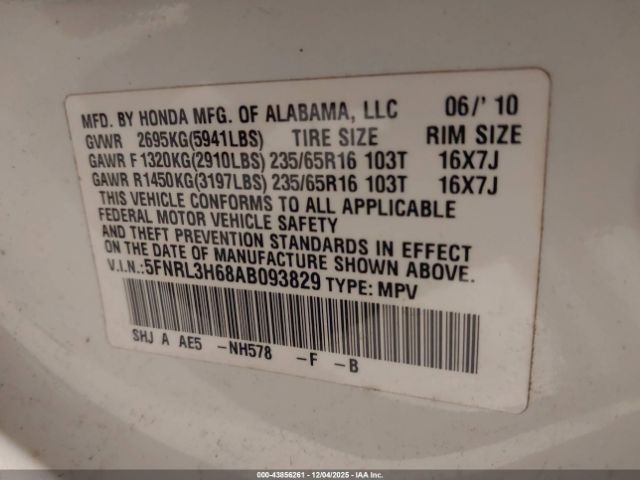 MFD. BY HONDA MFG. OF ALABAMA, LLC 06/' 10
GVWR 2695KG(5941LBS) TIRE SIZE RIM SIZE
GAWR F 1320KG(2910LBS) 235/65R16 103T 16X7J
GAWR R1450KG(3197LBS) 235/65R16 103T 16X7J
THIS VEHICLE CONFORMS TO ALL APPLICABLE
FEDERAL MOTOR VEHICLE SAFETY
AND THEFT PREVENTION STANDARDS IN EFFECT
ON THE DATE OF MANUFACTURE SHOWN ABOVE.
V.I.N.:5FNRL3H68AB093829 TYPE: MPV
SHJ A AE5 -NH578 -F -B
000-43856261 - 12/04/2025 - IAAI.COM